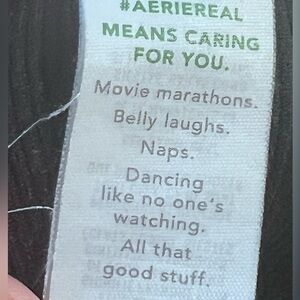 #AERIEREAL
MEANS CARING
FOR YOU.
Movie marathons.
Belly laughs.
Naps.
Dancing
like no one's
watching.
All that
good stuff.